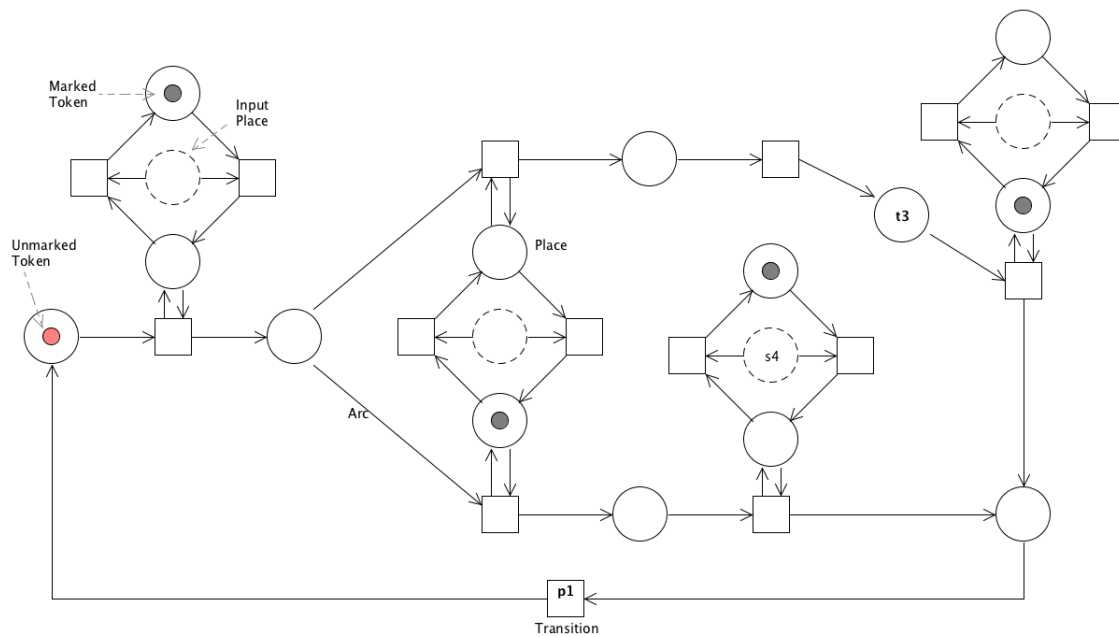 Marked
Token
Input
Place
Unmarked
Token
Place
t3
s4
Arc
p1
Transition